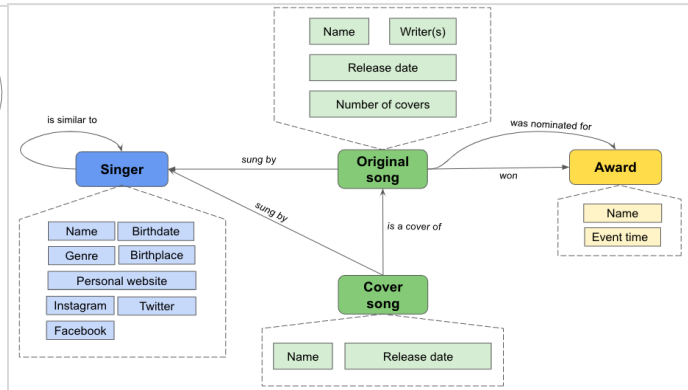 Name
Writer(s)
Release date
Number of covers
is similar to
was nominated for
Singer
sung by
Original
song
won
Award
Name
Birthdate
Genre
Birthplace
Personal website
Instagram
Twitter
Facebook
sung by
is a cover of
Name
Event time
Cover
song
Name
Release date